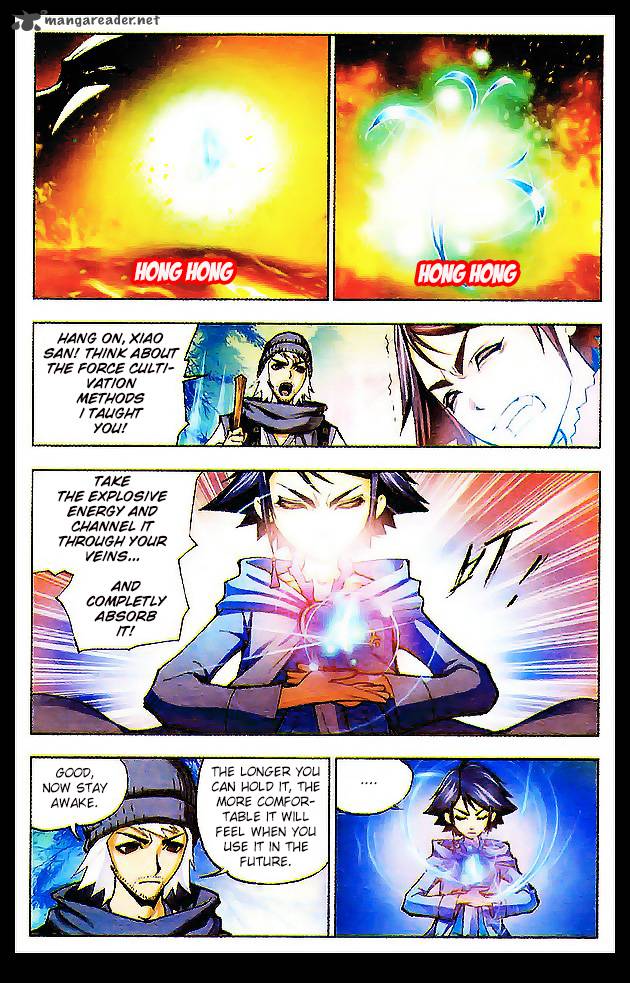 mangareader.net
HONG HONG
HONG HONG
HANG ON, XIAO
SAN! THINK ABOUT
THE FORCE CULTI-
VATION
METHODS
I TAUGHT
YOU!
TAKE
THE EXPLOSIVE
ENERGY AND
CHANNEL IT
THROUGH YOUR
VEINS...
AND
COMPLETLY
ABSORB
IT!
GOOD,
NOW STAY
AWAKE.
THE LONGER YOU
CAN HOLD IT, THE
MORE COMFOR-
TABLE IT WILL
FEEL WHEN YOU
USE IT IN THE
FUTURE.
....